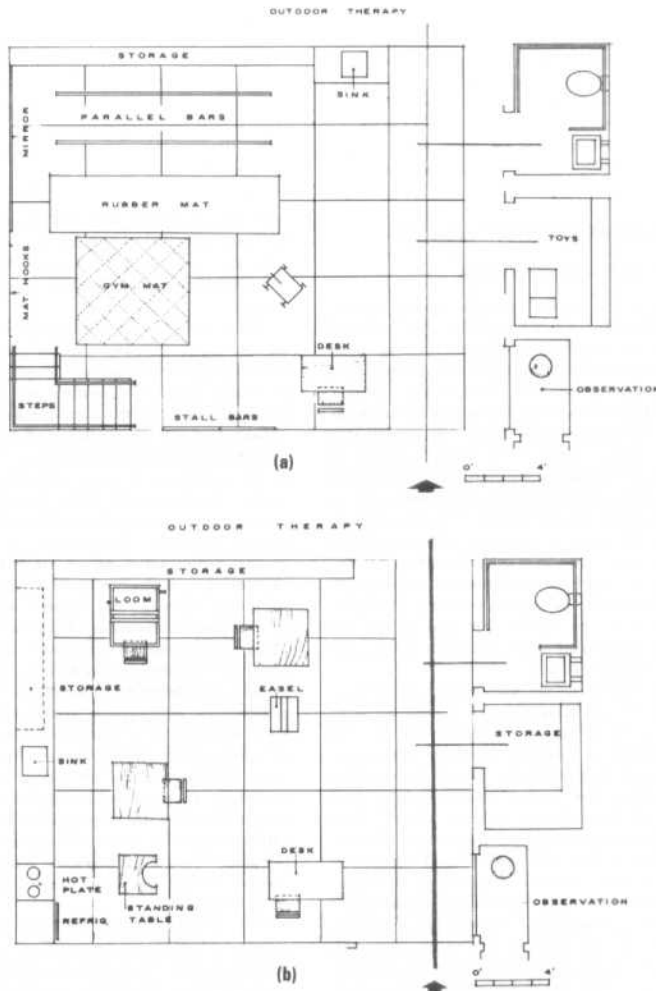 OUTDOOR THERAPY
STORAGE
SINK
MIRROR
PARALLEL BARS
RUBBER MAT
TOYS
MAT HOOKS
GYM MAT
DESK
OBSERVATION
STEPS
STALL BARS
(a)
0' 4'
OUTDOOR THERAPY
STORAGE
LOOM
STORAGE
EASEL
STORAGE
SINK
DESK
HOT
PLATE
STANDING
TABLE
REFRIG.
OBSERVATION
(b)
0' 4'